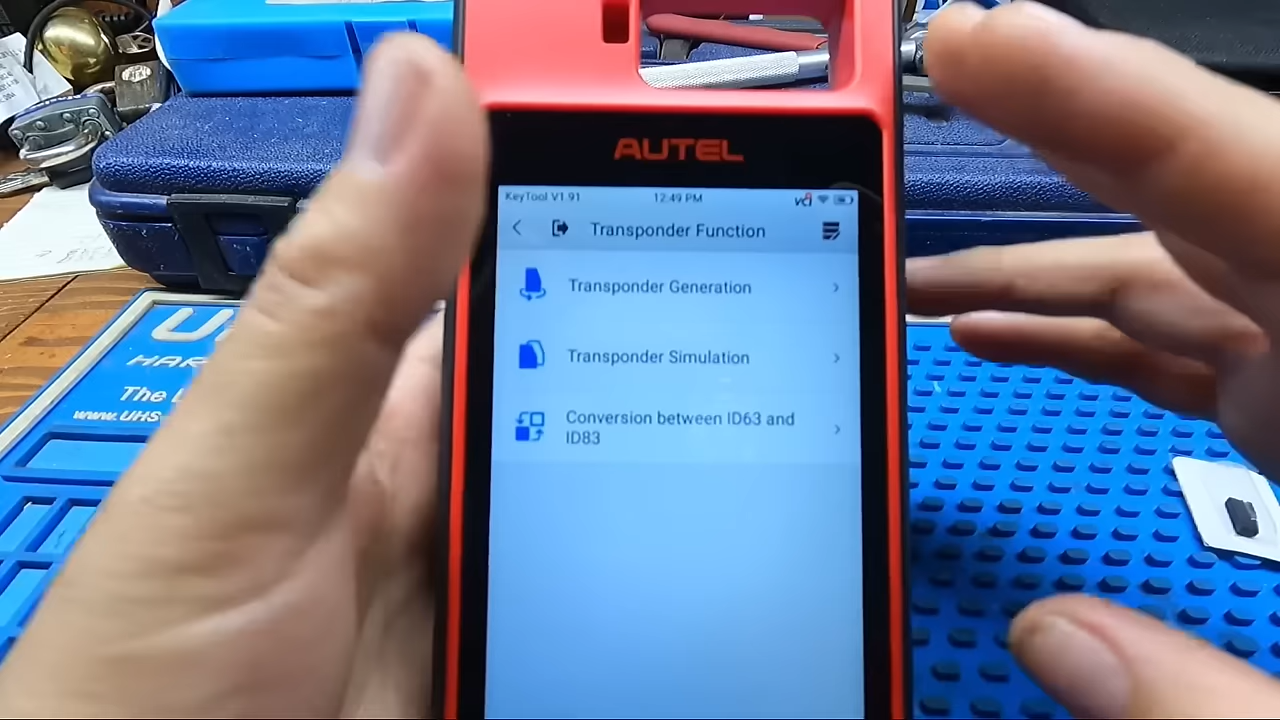 AUTEL
KeyTool V1.91
12:49 PM
vci
Transponder Function
Transponder Generation
Transponder Simulation
Conversion between ID63 and
ID83
The
www.UHS